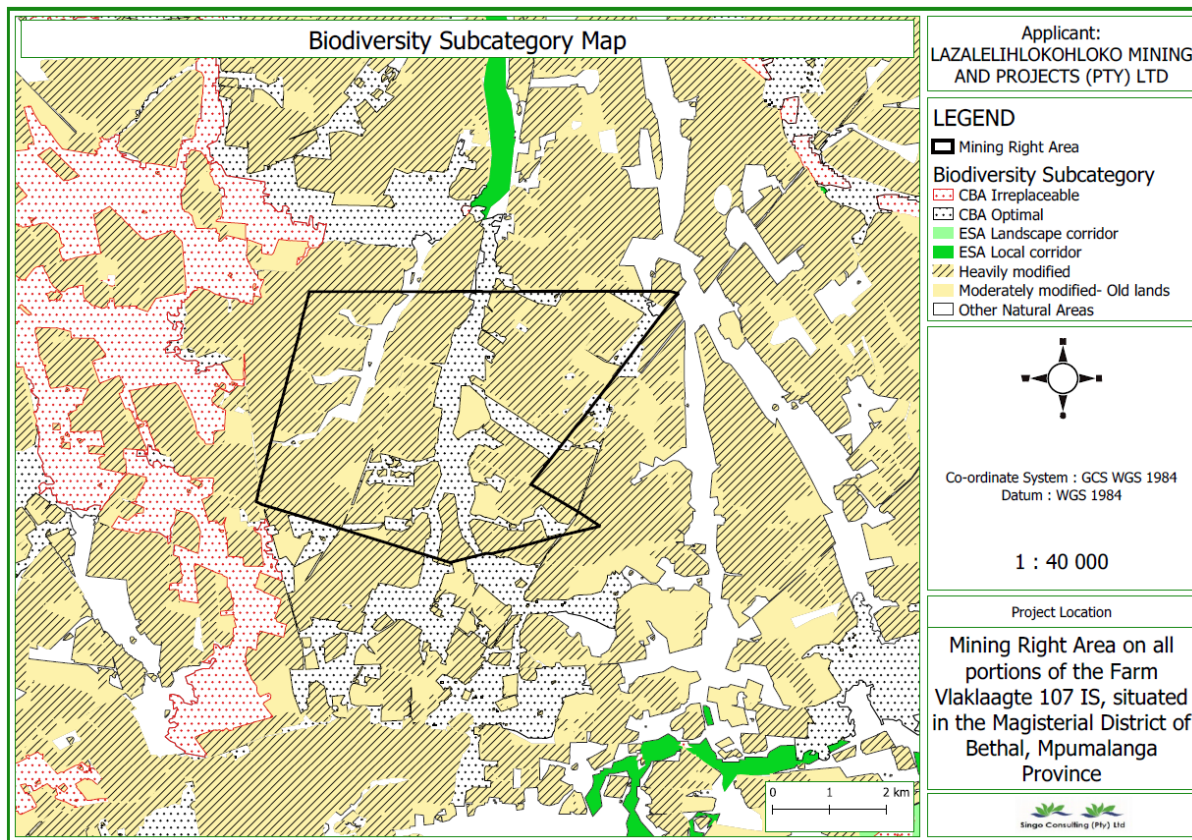 Biodiversity Subcategory Map
Applicant:
LAZALELIHLOKOHLOKO MINING
AND PROJECTS (PTY) LTD
LEGEND
Mining Right Area
Biodiversity Subcategory
CBA Irreplaceable
CBA Optimal
ESA Landscape corridor
ESA Local corridor
Heavily modified
Moderately modified- Old lands
Other Natural Areas
Co-ordinate System : GCS WGS 1984
Datum : WGS 1984
1 : 40 000
Project Location
Mining Right Area on all
portions of the Farm
Vlaklaagte 107 IS, situated
in the Magisterial District of
Bethal, Mpumalanga
Province
0 1 2 km
Singo Consulting (Pty) Ltd